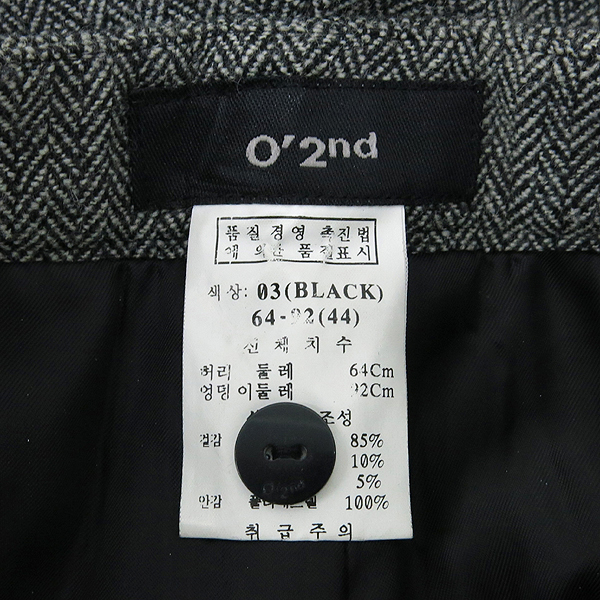 O'2nd
품질 경영 촉진법
에 의한 품질표시
색상: 03(BLACK)
64-92(44)
신체치수
허리 둘레 64Cm
엉덩이둘레 92Cm
조성
겉감 85%
10%
5%
O'2nd
안감 100%
취급주의